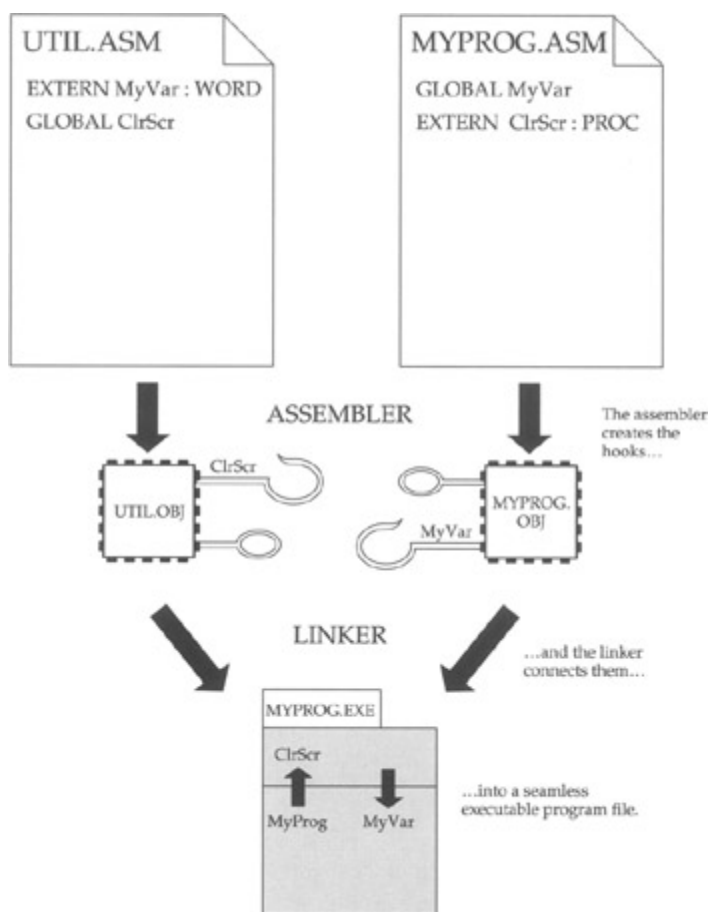 UTIL.ASM
EXTERN MyVar : WORD
GLOBAL ClrScr
MYPROG.ASM
GLOBAL MyVar
EXTERN ClrScr : PROC
ASSEMBLER
The assembler
creates the
hooks...
ClrScr
UTIL.OBJ
MYPROG.
OBJ
MyVar
LINKER
...and the linker
connects them...
MYPROG.EXE
ClrScr
MyProg
MyVar
...into a seamless
executable program file.